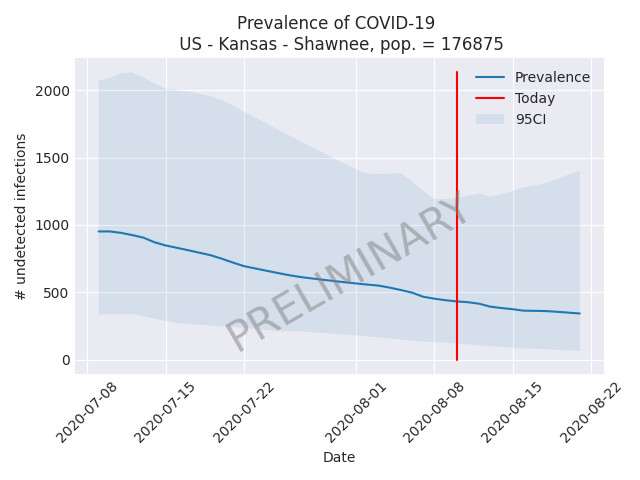 Prevalence of COVID-19
US - Kansas - Shawnee, pop. = 176875
Prevalence
Today
95CI
# undetected infections
2000
1500
1000
500
0
PRELIMINARY
2020-07-08
2020-07-15
2020-07-22
2020-08-01
2020-08-08
2020-08-15
2020-08-22
Date